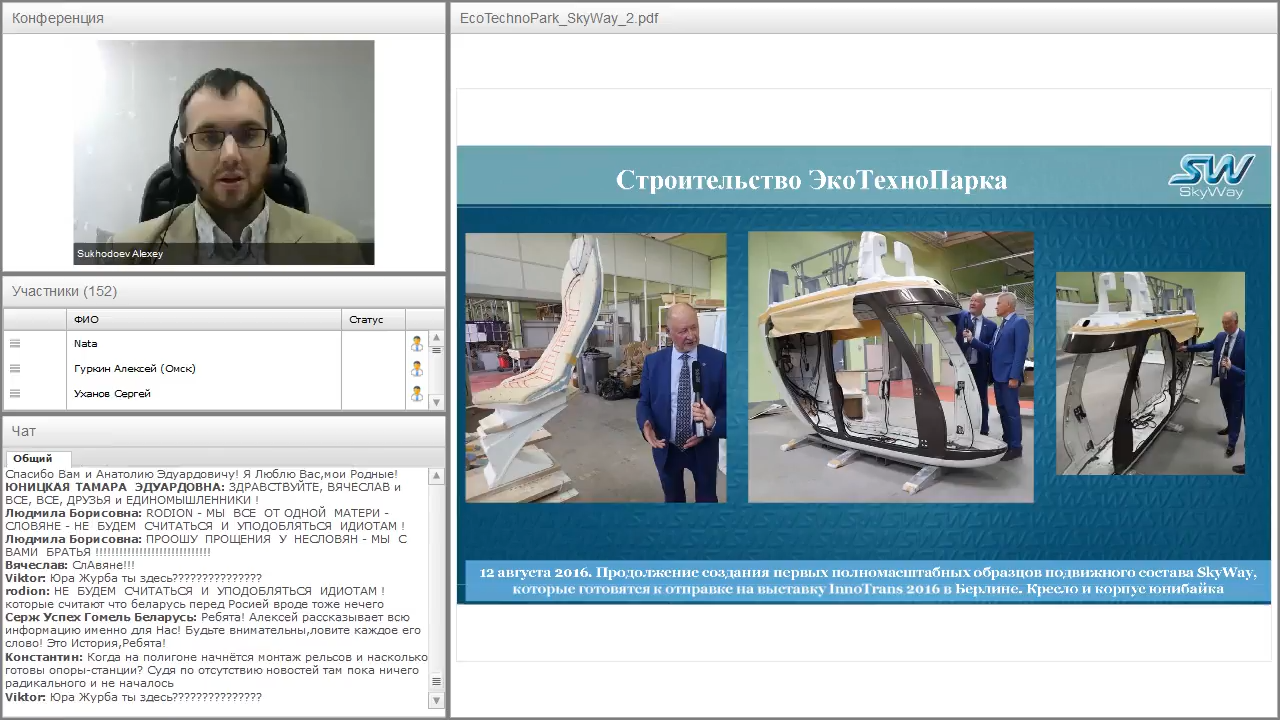 Конференция
Sukhodoev Alexey
Участники (152)
ФИО
Статус
Nata
Гуркин Алексей (Омск)
Уханов Сергей
Чат
Общий
Спасибо Вам и Анатолию Эдуардовичу! Я Люблю Вас,мои Родные!
ЮНИЦКАЯ ТАМАРА ЭДУАРДОВНА: ЗДРАВСТВУЙТЕ, ВЯЧЕСЛАВ и
ВСЕ, ВСЕ, ДРУЗЬЯ и ЕДИНОМЫШЛЕННИКИ !
Людмила Борисовна: RODION - МЫ ВСЕ ОТ ОДНОЙ МАТЕРИ -
СЛОВЯНЕ - НЕ БУДЕМ СЧИТАТЬСЯ И УПОДОБЛЯТЬСЯ ИДИОТАМ !
Людмила Борисовна: ПРООШУ ПРОЩЕНИЯ У НЕСЛОВЯН - МЫ С
ВАМИ БРАТЬЯ !!!!!!!!!!!!!!!!!!!!!!!!!!!!!
Вячеслав: СлАвяне!!!
Viktor: Юра Журба ты здесь???????????????
rodion: НЕ БУДЕМ СЧИТАТЬСЯ И УПОДОБЛЯТЬСЯ ИДИОТАМ !
которые считают что беларусь перед Росией вроде тоже нечего
Серж Успех Гомель Беларусь: Ребята! Алексей рассказывает всю
информацию именно для Нас! Будьте внимательны,ловите каждое его
слово! Это История,Ребята!
Константин: Когда на полигоне начнётся монтаж рельсов и насколько
готовы опоры-станции? Судя по отсутствию новостей там пока ничего
радикального и не началось
Viktor: Юра Журба ты здесь???????????????
EcoTechnoPark_SkyWay_2.pdf
Строительство ЭкоТехноПарка
SW
SkyWay
12 августа 2016. Продолжение создания первых полномасштабных образцов подвижного состава SkyWay,
которые готовятся к отправке на выставку InnoTrans 2016 в Берлине. Кресло и корпус юнибайка